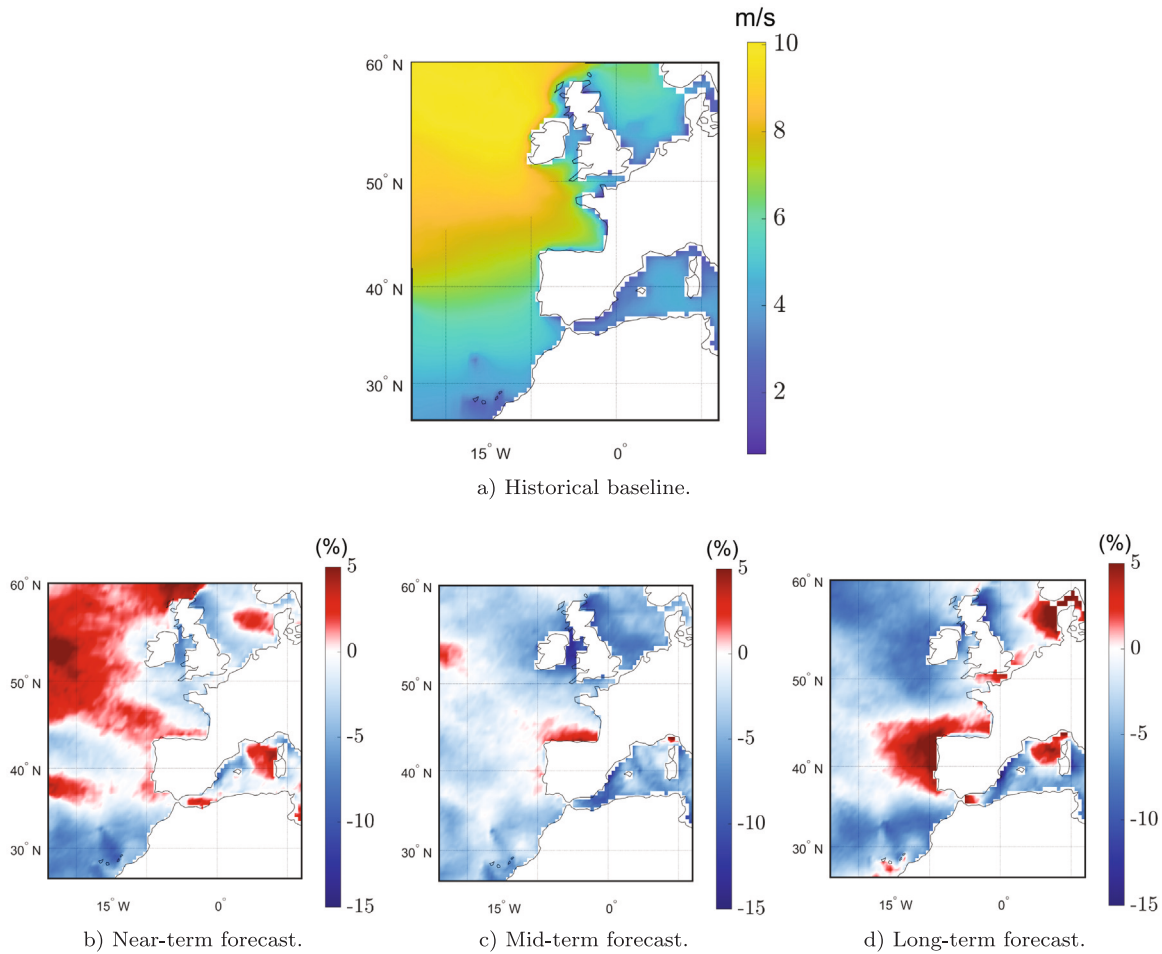 m/s
10
8
6
4
2
60° N
50° N
40° N
30° N
15° W
0°
a) Historical baseline.
(%)
5
0
-5
-10
-15
60° N
50° N
40° N
30° N
15° W
0°
b) Near-term forecast.
(%)
5
0
-5
-10
-15
60° N
50° N
40° N
30° N
15° W
0°
c) Mid-term forecast.
(%)
5
0
-5
-10
-15
60° N
50° N
40° N
30° N
15° W
0°
d) Long-term forecast.